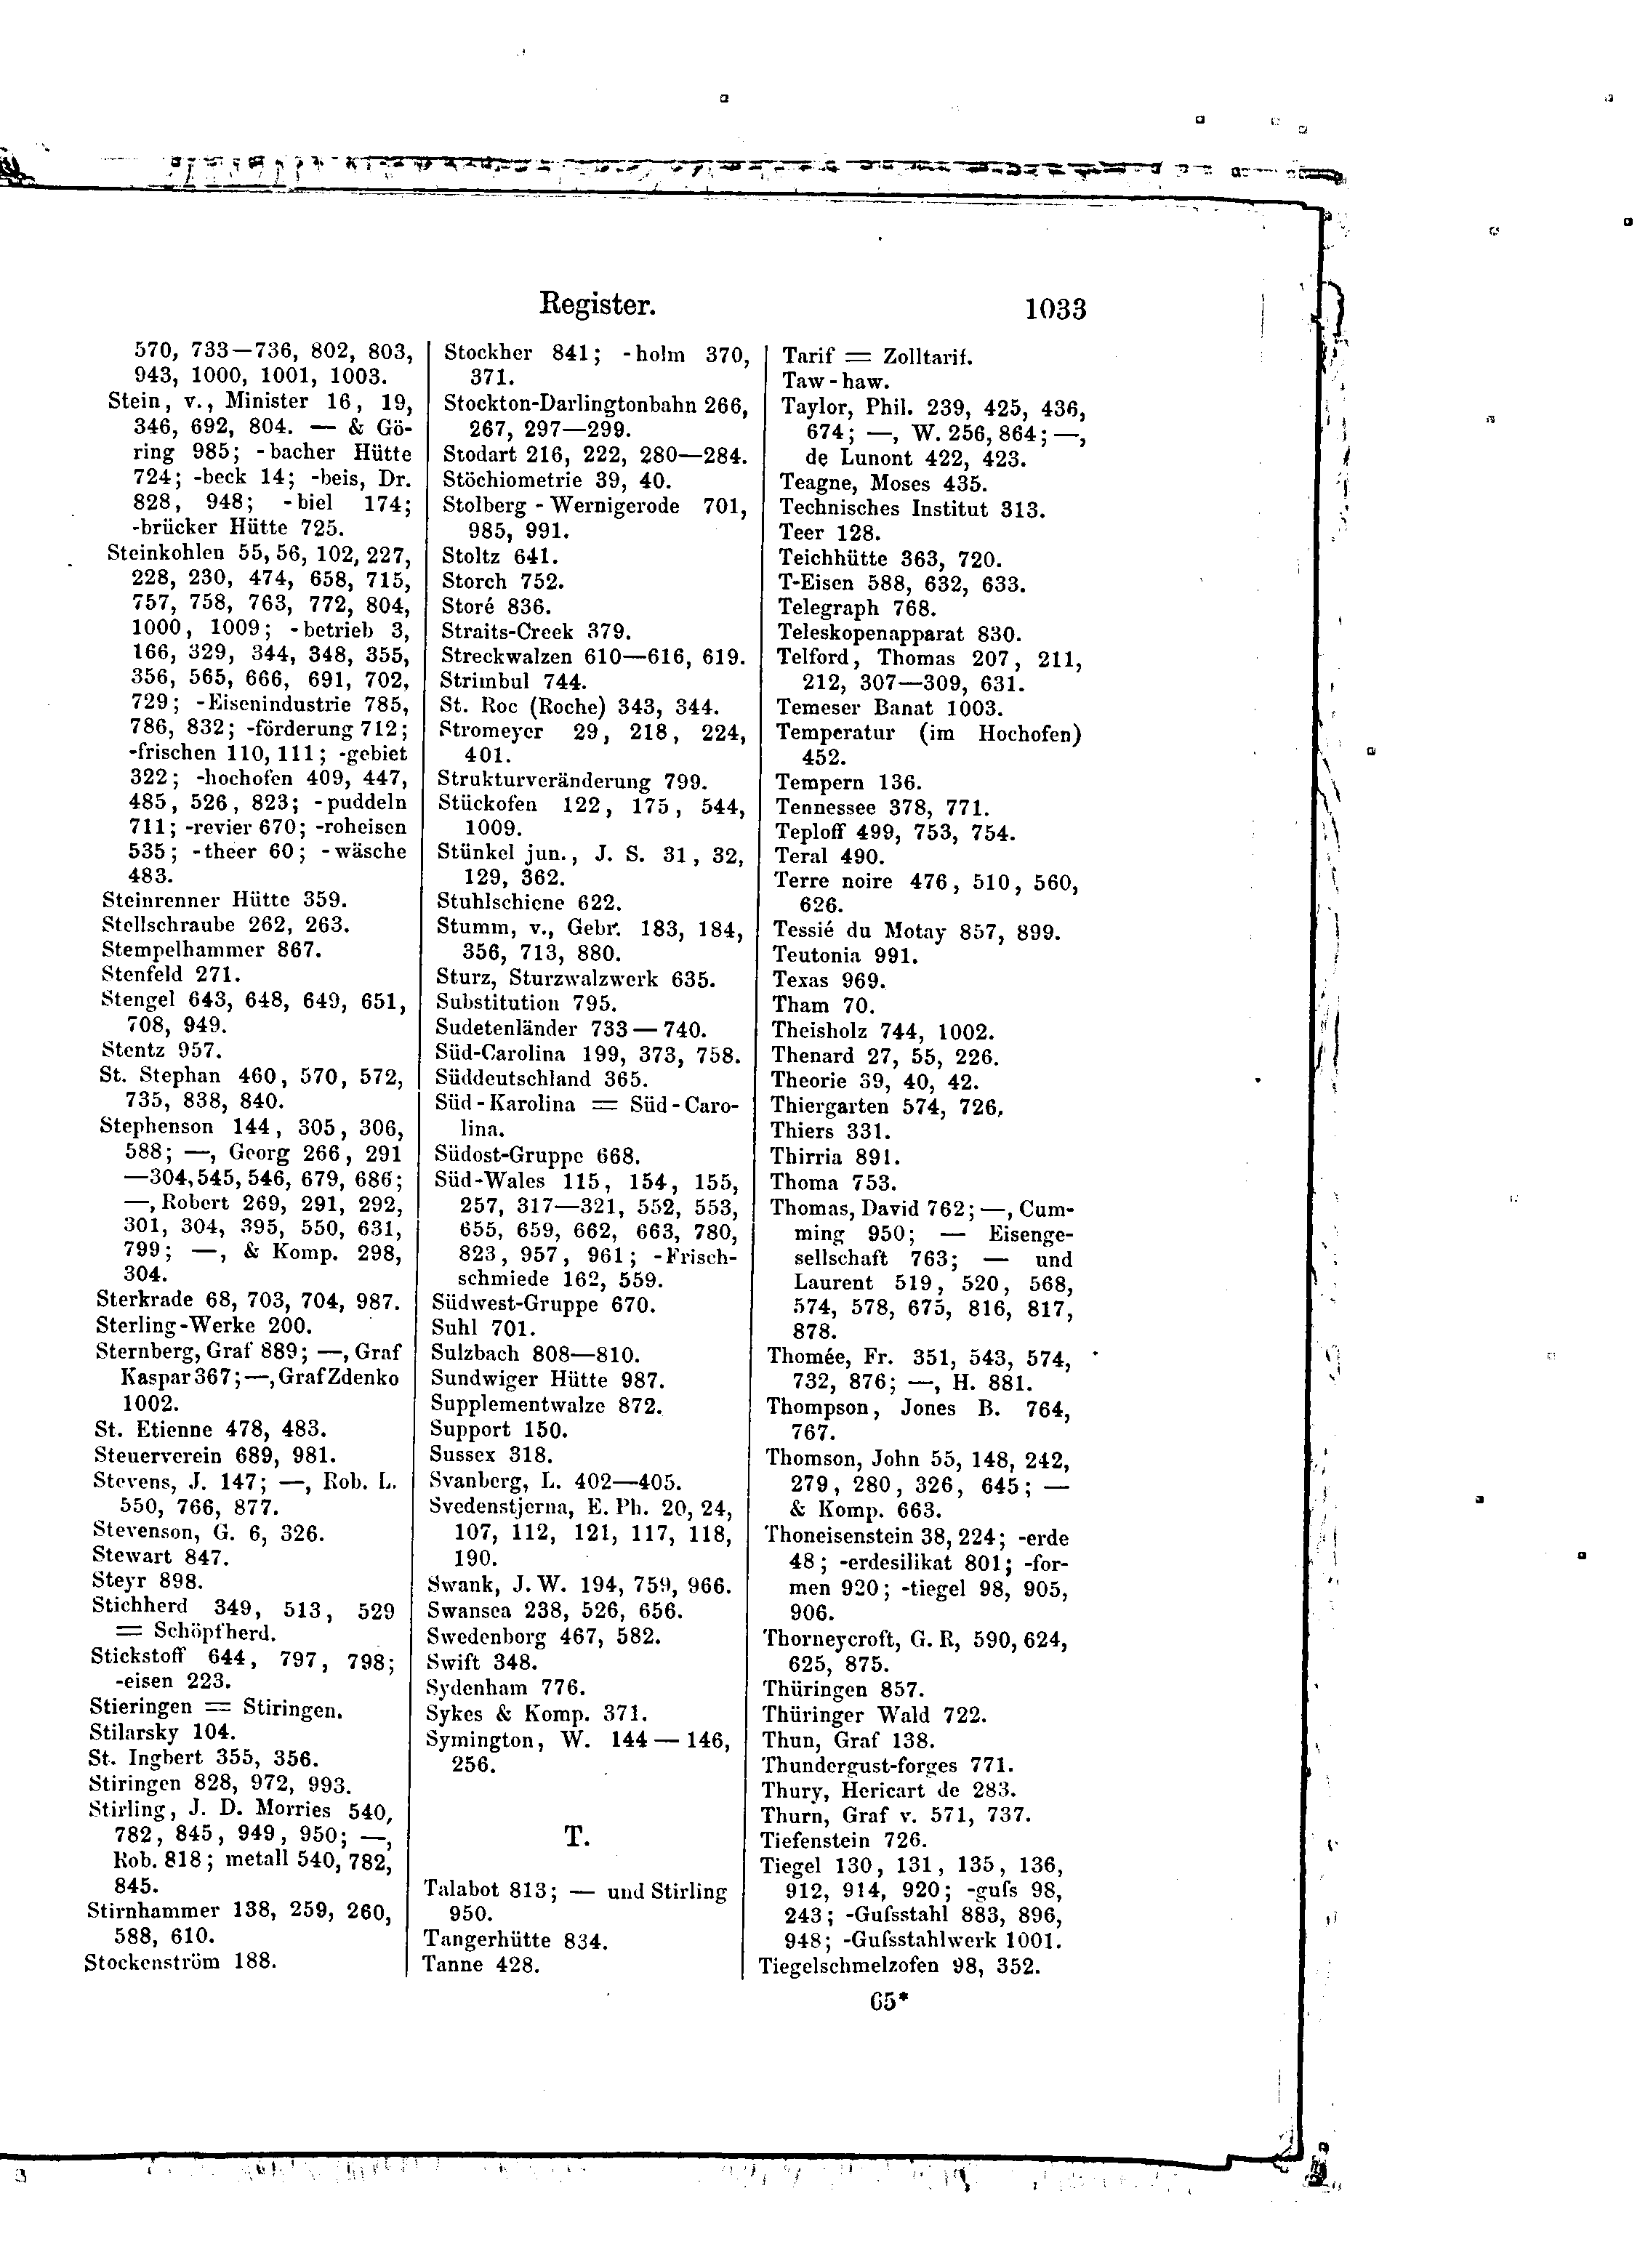 Register.
1033
570, 733—736, 802, 803,
943, 1000, 1001, 1003.
Stein, v., Minister 16, 19,
346, 692, 804. — & Gö-
ring 985; -bacher Hütte
724; -beck 14; -beis, Dr.
828, 948; -biel 174;
-brücker Hütte 725.
Steinkohlen 55, 56, 102, 227,
228, 230, 474, 658, 715,
757, 758, 763, 772, 804,
1000, 1009; -betrieb 3,
166, 329, 344, 348, 355,
356, 565, 666, 691, 702,
729; -Eisenindustrie 785,
786, 832; -förderung 712;
-frischen 110, 111; -gebiet
322; -hochofen 409, 447,
485, 526, 823; -puddeln
711; -revier 670; -roheisen
535; -theer 60; -wäsche
483.
Steinrenner Hütte 359.
Stellschraube 262, 263.
Stempelhammer 867.
Stenfeld 271.
Stengel 643, 648, 649, 651,
708, 949.
Stentz 957.
St. Stephan 460, 570, 572,
735, 838, 840.
Stephenson 144, 305, 306,
588; —, Georg 266, 291
—304, 545, 546, 679, 686;
—, Robert 269, 291, 292,
301, 304, 395, 550, 631,
799; —, & Komp. 298,
304.
Sterkrade 68, 703, 704, 987.
Sterling-Werke 200.
Sternberg, Graf 889; —, Graf
Kaspar 367; —, Graf Zdenko
1002.
St. Etienne 478, 483.
Steuerverein 689, 981.
Stevens, J. 147; —, Rob. L.
550, 766, 877.
Stevenson, G. 6, 326.
Stewart 847.
Steyr 898.
Stichherd 349, 513, 529
= Schöpfherd.
Stickstoff 644, 797, 798;
-eisen 223.
Stieringen = Stiringen.
Stilarsky 104.
St. Ingbert 355, 356.
Stiringen 828, 972, 993.
Stirling, J. D. Morries 540,
782, 845, 949, 950; —,
Rob. 818; metall 540, 782,
845.
Stirnhammer 138, 259, 260,
588, 610.
Stockenström 188.
Stockher 841; -holm 370,
371.
Stockton-Darlingtonbahn 266,
267, 297—299.
Stodart 216, 222, 280—284.
Stöchiometrie 39, 40.
Stolberg-Wernigerode 701,
985, 991.
Stoltz 641.
Storch 752.
Storé 836.
Straits-Creek 379.
Streckwalzen 610—616, 619.
Strimbul 744.
St. Roc (Roche) 343, 344.
Stromeyer 29, 218, 224,
401.
Strukturveränderung 799.
Stückofen 122, 175, 544,
1009.
Stünkel jun., J. S. 31, 32,
129, 362.
Stuhlschiene 622.
Stumm, v., Gebr. 183, 184,
356, 713, 880.
Sturz, Sturzwalzwerk 635.
Substitution 795.
Sudetenländer 733—740.
Süd-Carolina 199, 373, 758.
Süddeutschland 365.
Süd-Karolina = Süd-Caro-
lina.
Südost-Gruppe 668.
Süd-Wales 115, 154, 155,
257, 317—321, 552, 553,
655, 659, 662, 663, 780,
823, 957, 961; -Frisch-
schmiede 162, 559.
Südwest-Gruppe 670.
Suhl 701.
Sulzbach 808—810.
Sundwiger Hütte 987.
Supplementwalze 872.
Support 150.
Sussex 318.
Svanberg, L. 402—405.
Svedenstjerna, E. Ph. 20, 24,
107, 112, 121, 117, 118,
190.
Swank, J. W. 194, 759, 966.
Swansea 238, 526, 656.
Swedenborg 467, 582.
Swift 348.
Sydenham 776.
Sykes & Komp. 371.
Symington, W. 144—146,
256.
T.
Talabot 813; — und Stirling
950.
Tangerhütte 834.
Tanne 428.
Tarif = Zolltarif.
Taw-haw.
Taylor, Phil. 239, 425, 436,
674; —, W. 256, 864; —,
de Lunont 422, 423.
Teagne, Moses 435.
Technisches Institut 313.
Teer 128.
Teichhütte 363, 720.
T-Eisen 588, 632, 633.
Telegraph 768.
Teleskopenapparat 830.
Telford, Thomas 207, 211,
212, 307—309, 631.
Temeser Banat 1003.
Temperatur (im Hochofen)
452.
Tempern 136.
Tennessee 378, 771.
Teploff 499, 753, 754.
Teral 490.
Terre noire 476, 510, 560,
626.
Tessié du Motay 857, 899.
Teutonia 991.
Texas 969.
Tham 70.
Theisholz 744, 1002.
Thenard 27, 55, 226.
Theorie 39, 40, 42.
Thiergarten 574, 726.
Thiers 331.
Thirria 891.
Thoma 753.
Thomas, David 762; —, Cum-
ming 950; — Eisenge-
sellschaft 763; — und
Laurent 519, 520, 568,
574, 578, 675, 816, 817,
878.
Thomée, Fr. 351, 543, 574,
732, 876; —, H. 881.
Thompson, Jones B. 764,
767.
Thomson, John 55, 148, 242,
279, 280, 326, 645; —
& Komp. 663.
Thoneisenstein 38, 224; -erde
48; -erdesilikat 801; -for-
men 920; -tiegel 98, 905,
906.
Thorneycroft, G. R, 590, 624,
625, 875.
Thüringen 857.
Thüringer Wald 722.
Thun, Graf 138.
Thundergust-forges 771.
Thury, Hericart de 283.
Thurn, Graf v. 571, 737.
Tiefenstein 726.
Tiegel 130, 131, 135, 136,
912, 914, 920; -guſs 98,
243; -Guſsstahl 883, 896,
948; -Guſsstahlwerk 1001.
Tiegelschmelzofen 98, 352.
65*